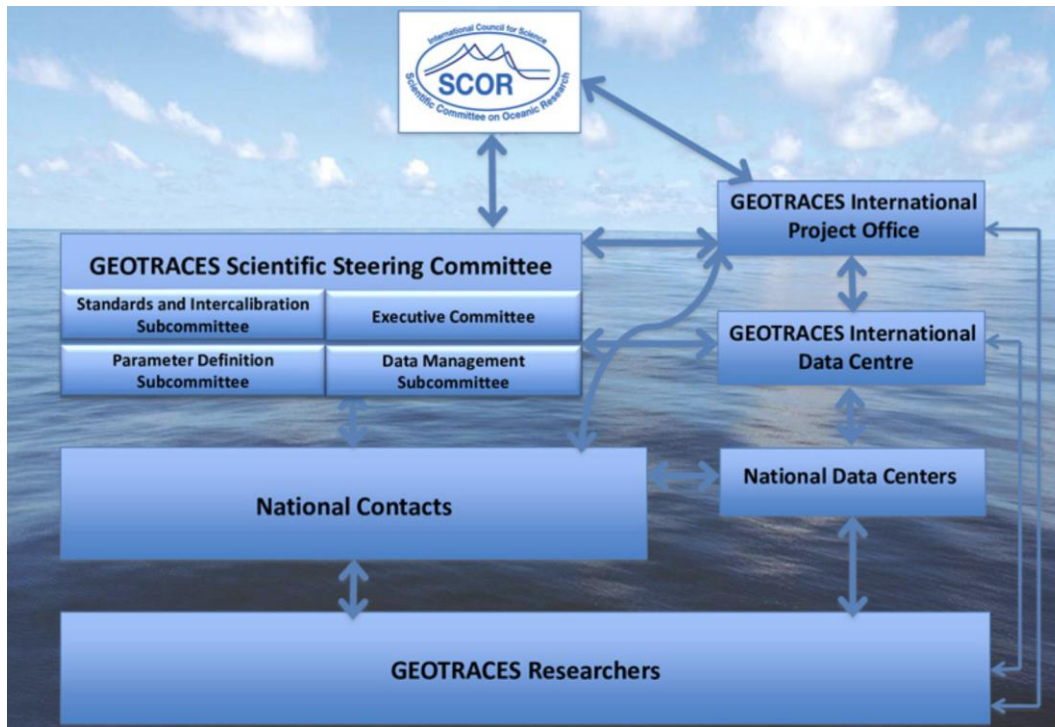 International Council for Science
SCOR
Scientific Committee on Oceanic Research
GEOTRACES International
Project Office
GEOTRACES Scientific Steering Committee
Standards and Intercalibration
Subcommittee
Executive Committee
Parameter Definition
Subcommittee
Data Management
Subcommittee
GEOTRACES International
Data Centre
National Contacts
National Data Centers
GEOTRACES Researchers